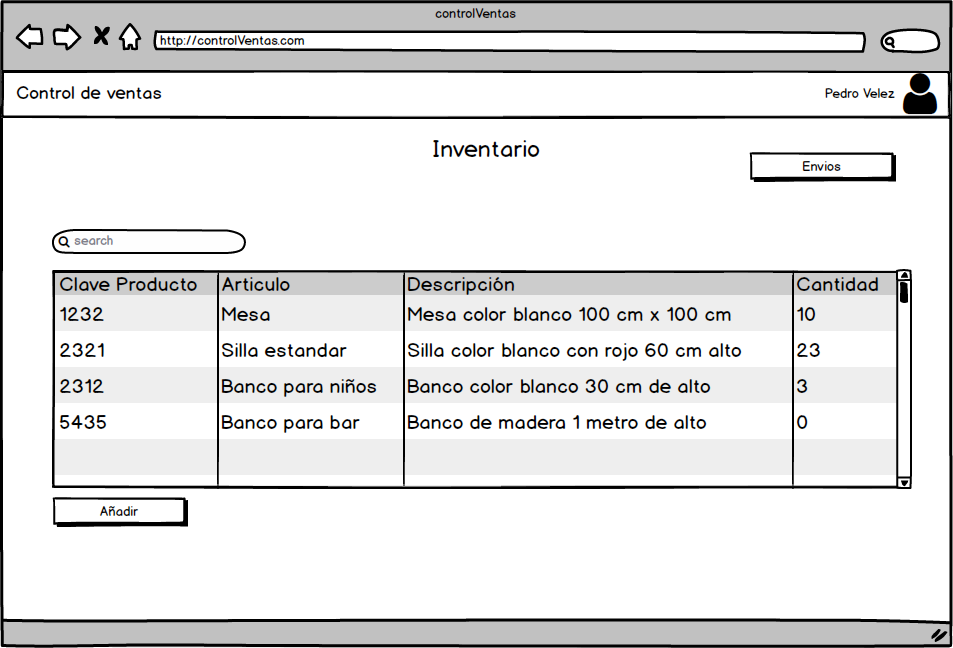 controlVentas
http://controlVentas.com
Control de ventas
Pedro Velez
Inventario
Envios
search
Clave Producto Articulo Descripción Cantidad
1232 Mesa Mesa color blanco 100 cm x 100 cm 10
2321 Silla estandar Silla color blanco con rojo 60 cm alto 23
2312 Banco para niños Banco color blanco 30 cm de alto 3
5435 Banco para bar Banco de madera 1 metro de alto 0
Añadir